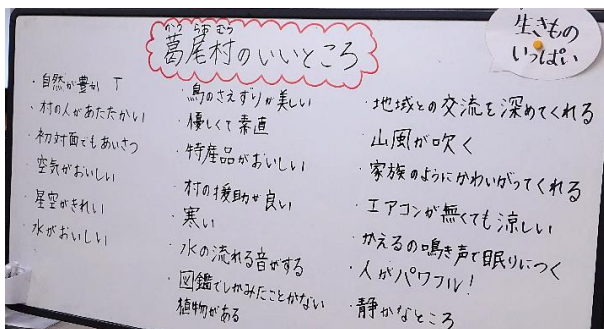 かつらおむら
葛尾村のいいところ
生きもの
いっぱい
・自然が豊か T
・村の人があたたかい
・初対面でもあいさつ
・空気がおいしい
・星空がきれい
・水がおいしい
・鳥のさえずりが美しい
・優しくて素直
・特産品がおいしい
・村の援助が良い
・寒い
・水の流れる音がする
・図鑑でしかみたことがない
植物がある
・地域との交流を深めてくれる
・山風が吹く
・家族のようにかわいがってくれる
・エアコンが無くても涼しい
・かえるの鳴き声で眠りにつく
・人がパワフル!
・静かなところ